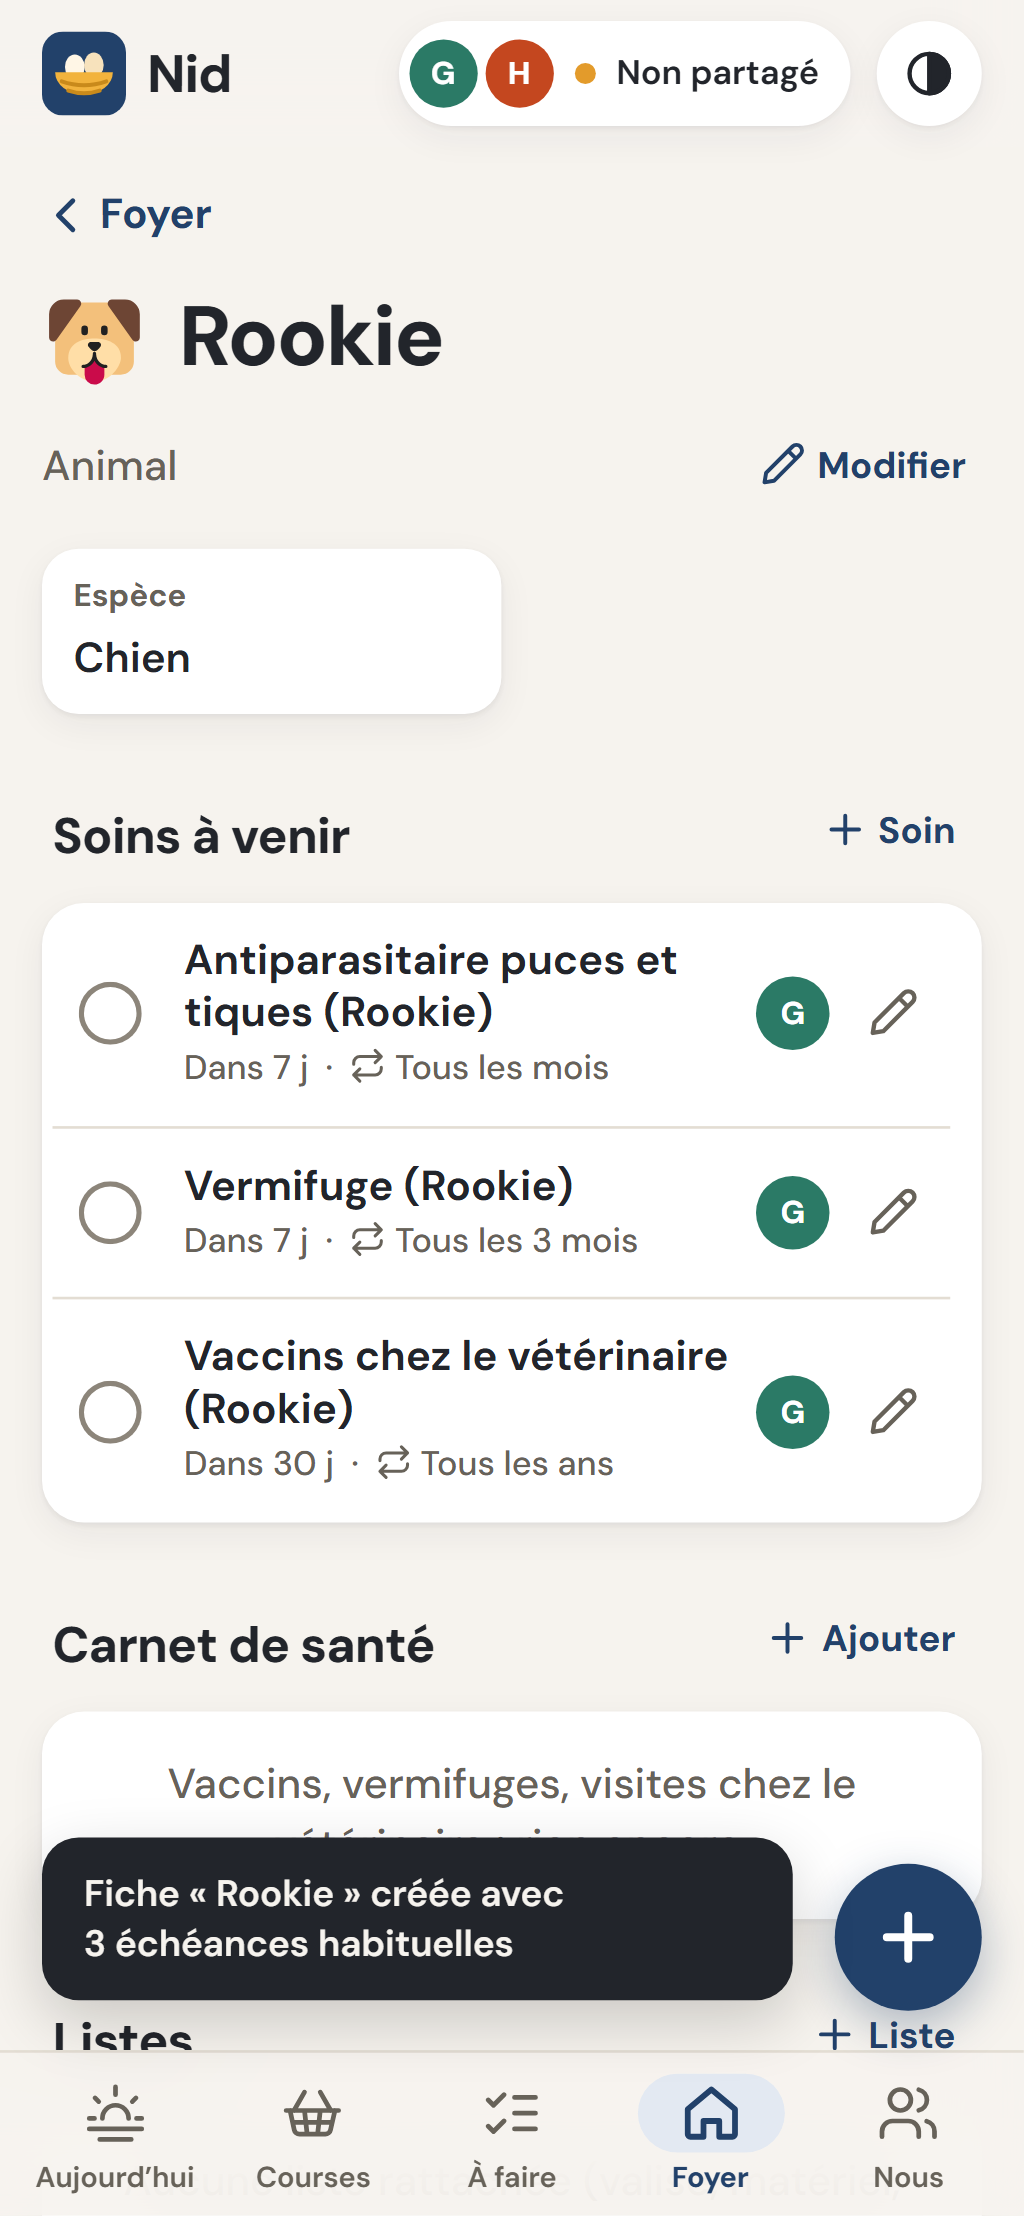 Nid
G H Non partagé
Foyer
Rookie
Animal
Modifier
Espèce
Chien
Soins à venir
+ Soin
Antiparasitaire puces et
tiques (Rookie)
Dans 7 j · Tous les mois
G
Vermifuge (Rookie)
Dans 7 j · Tous les 3 mois
G
Vaccins chez le vétérinaire
(Rookie)
Dans 30 j · Tous les ans
G
Carnet de santé
+ Ajouter
Vaccins, vermifuges, visites chez le
Fiche « Rookie » créée avec
3 échéances habituelles
Listes
+ Liste
Aujourd’hui
Courses
À faire
Foyer
Nous